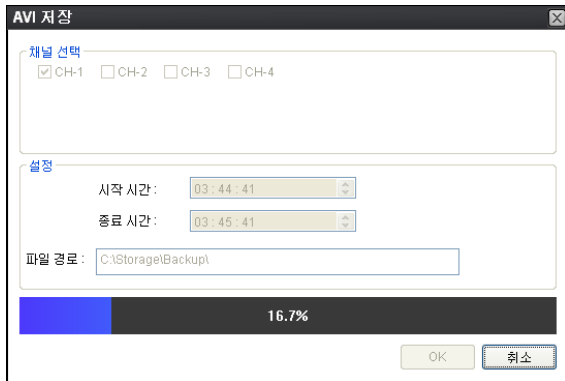 AVI 저장
채널 선택
CH-1 CH-2 CH-3 CH-4
설정
시작 시간 : 03 : 44 : 41
종료 시간 : 03 : 45 : 41
파일 경로 : C:\Storage\Backup\
16.7%
OK 취소